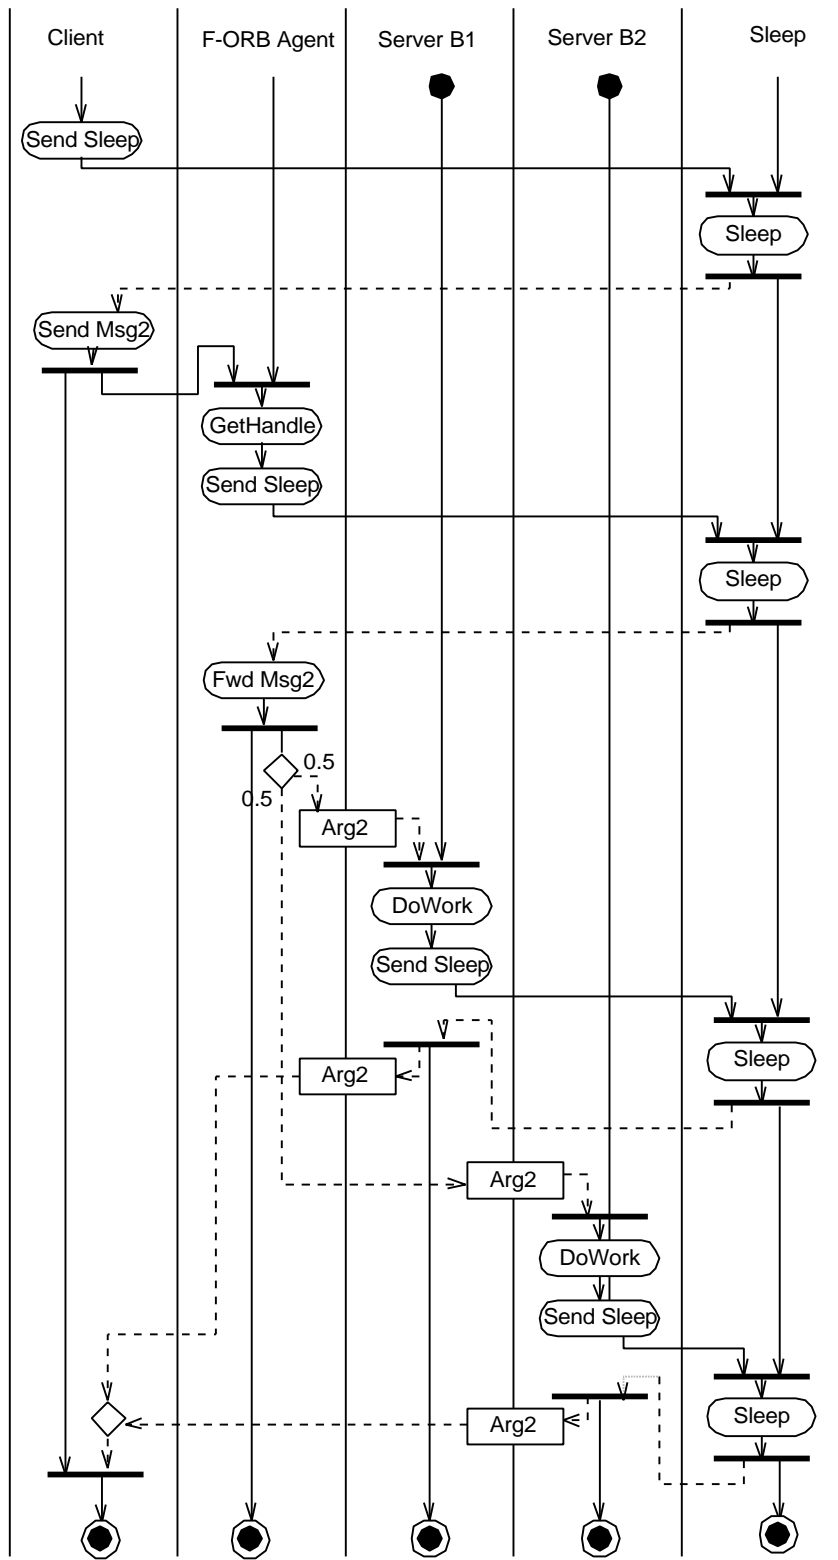 Client
F-ORB Agent
Server B1
Server B2
Sleep
Send Sleep
Sleep
Send Msg2
GetHandle
Send Sleep
Sleep
Fwd Msg2
0.5
0.5
Arg2
DoWork
Send Sleep
Sleep
Arg2
Arg2
DoWork
Send Sleep
Sleep
Arg2